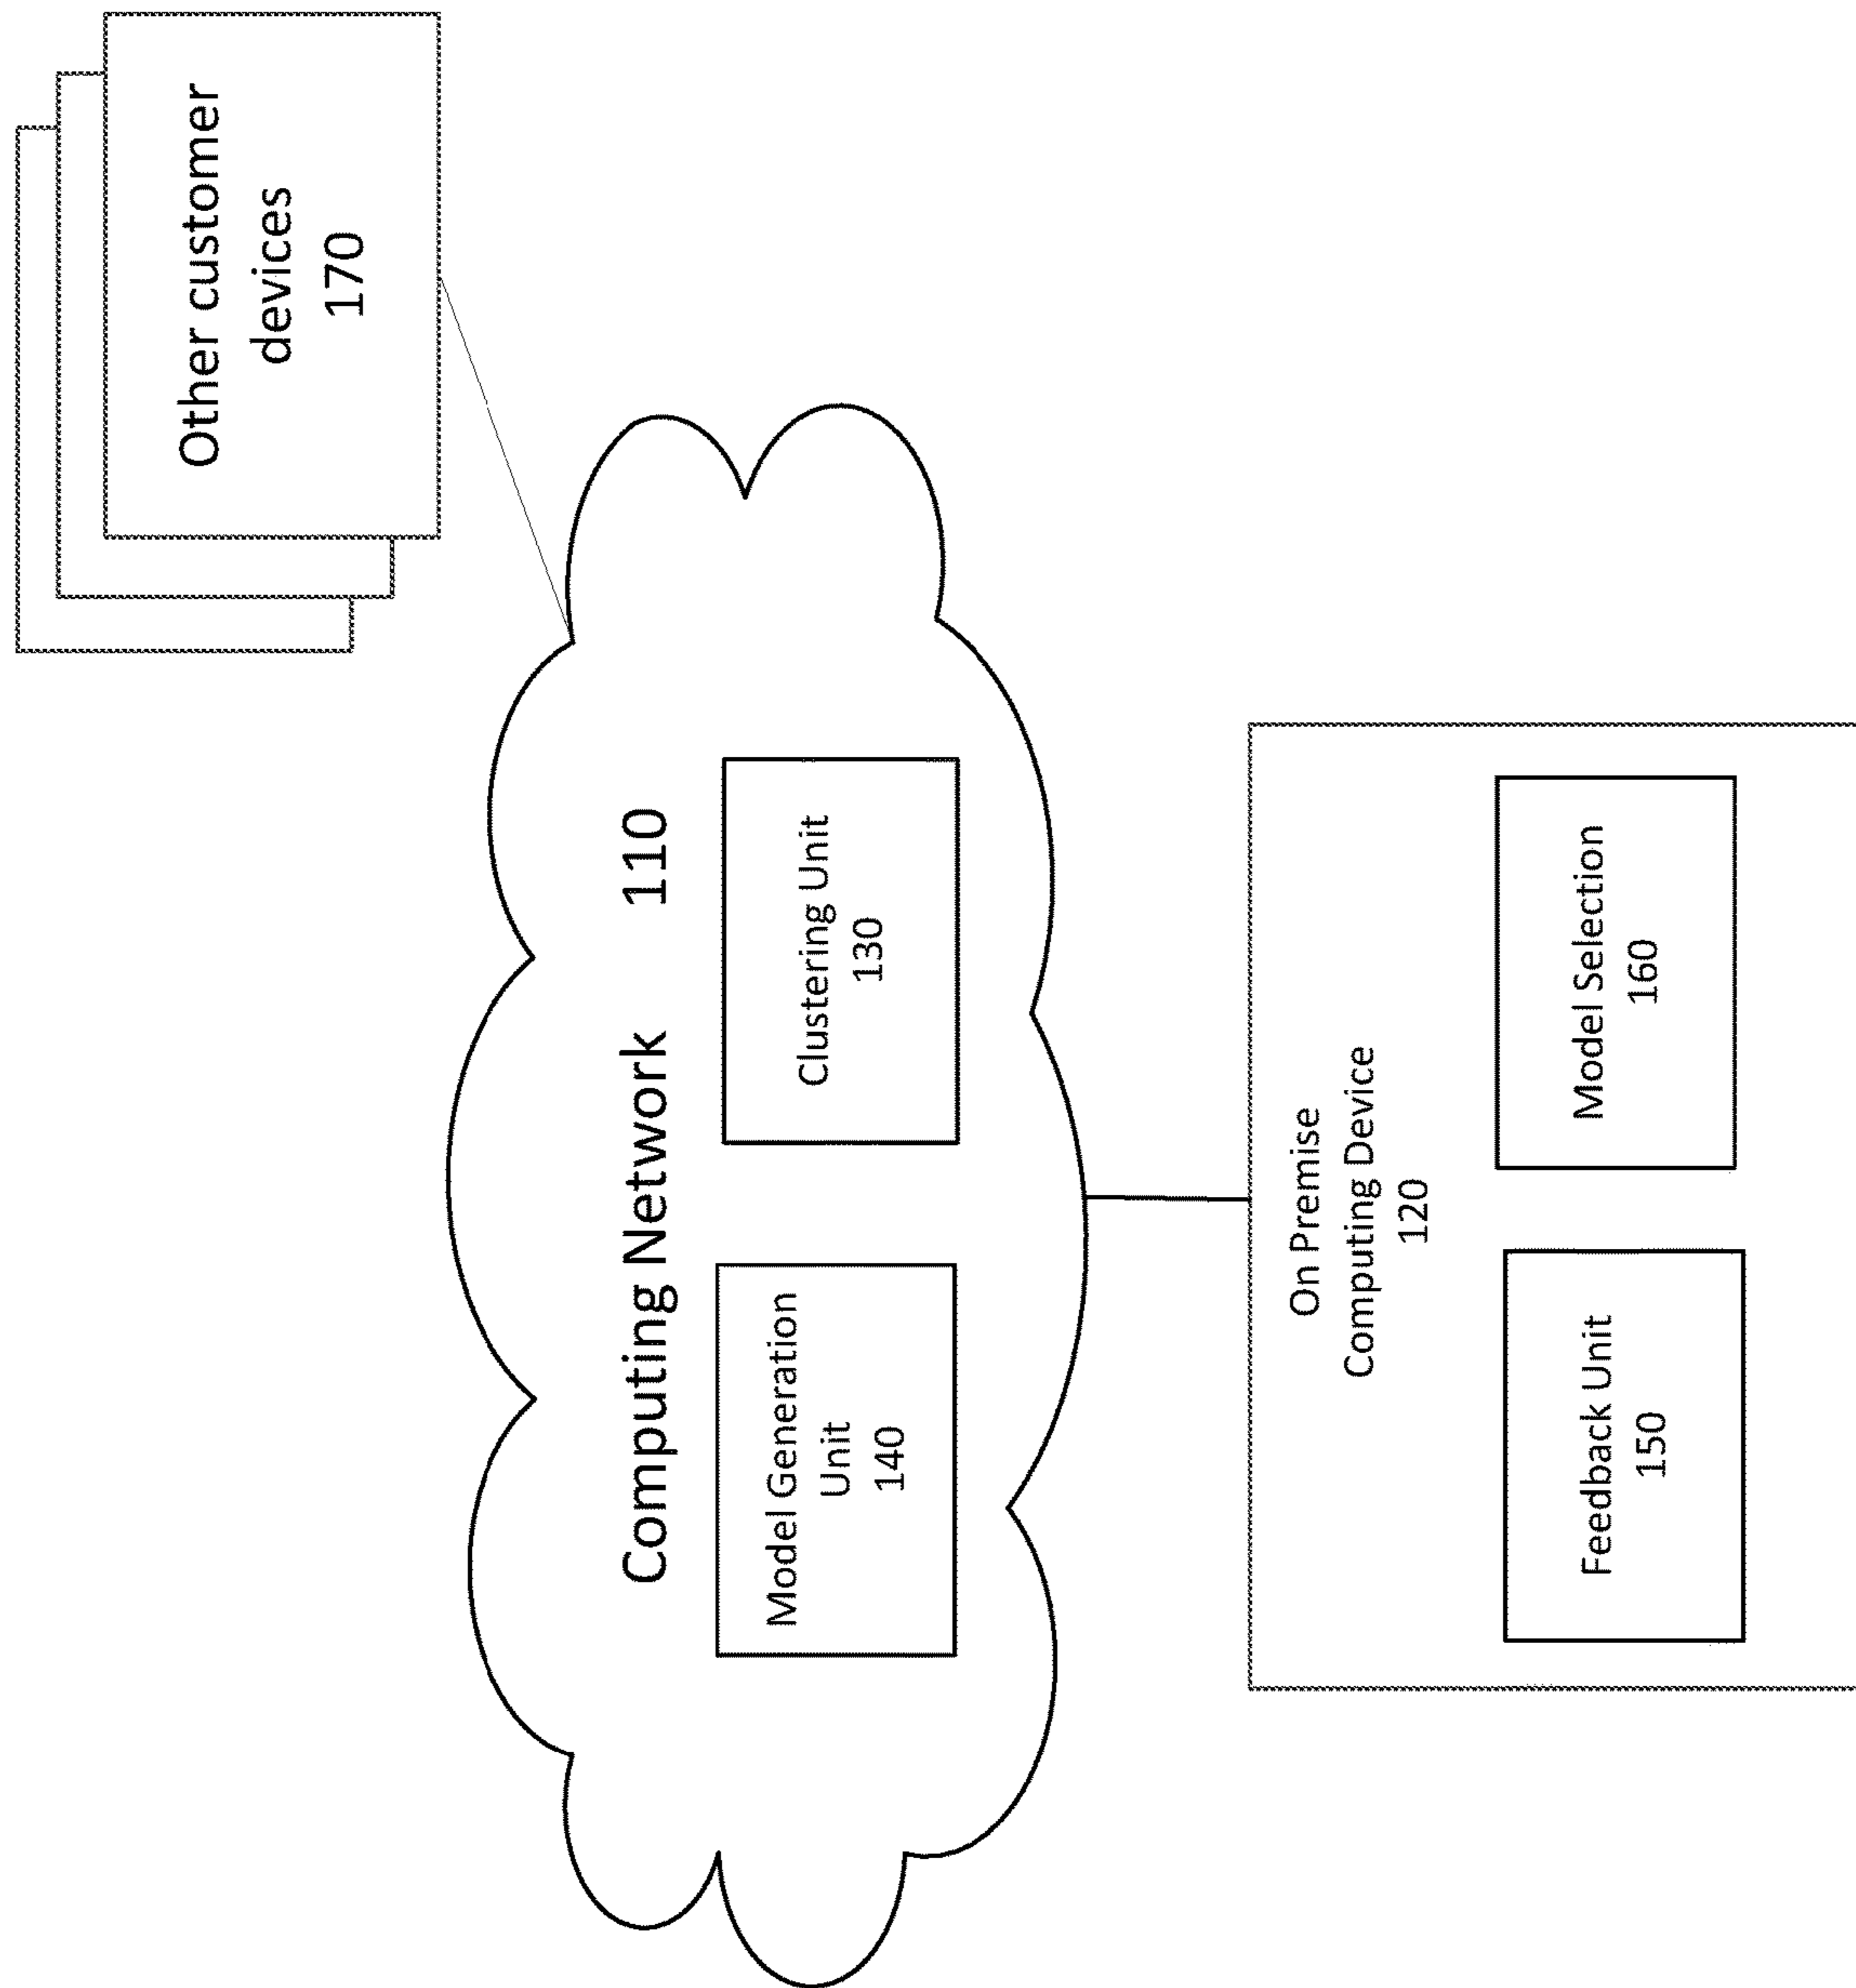 Other customer
devices
170
Computing Network 110
Model Generation
Unit
140
Clustering Unit
130
On Premise
Computing Device
120
Feedback Unit
150
Model Selection
160